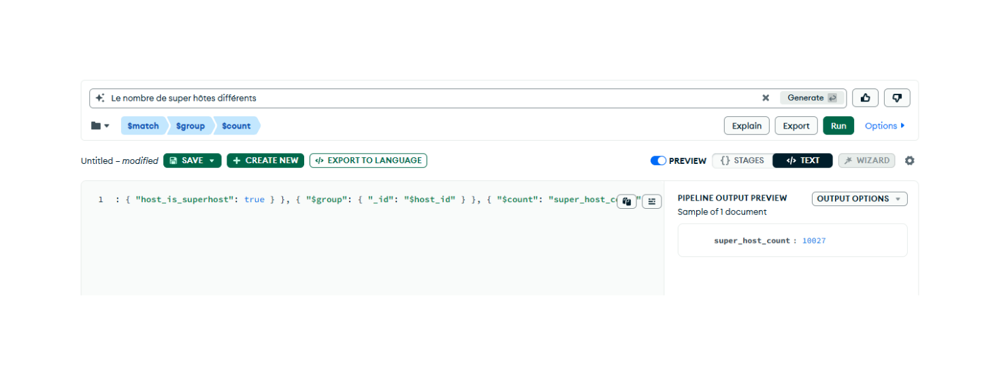 Le nombre de super hôtes différents
Generate
$match $group $count
Explain
Export
Run
Options
Untitled – modified
SAVE
CREATE NEW
</> EXPORT TO LANGUAGE
PREVIEW
{} STAGES
</> TEXT
WIZARD
1 : { "host_is_superhost": true } }, { "$group": { "_id": "$host_id" } }, { "$count": "super_host_c
PIPELINE OUTPUT PREVIEW
OUTPUT OPTIONS
Sample of 1 document
super_host_count : 10027